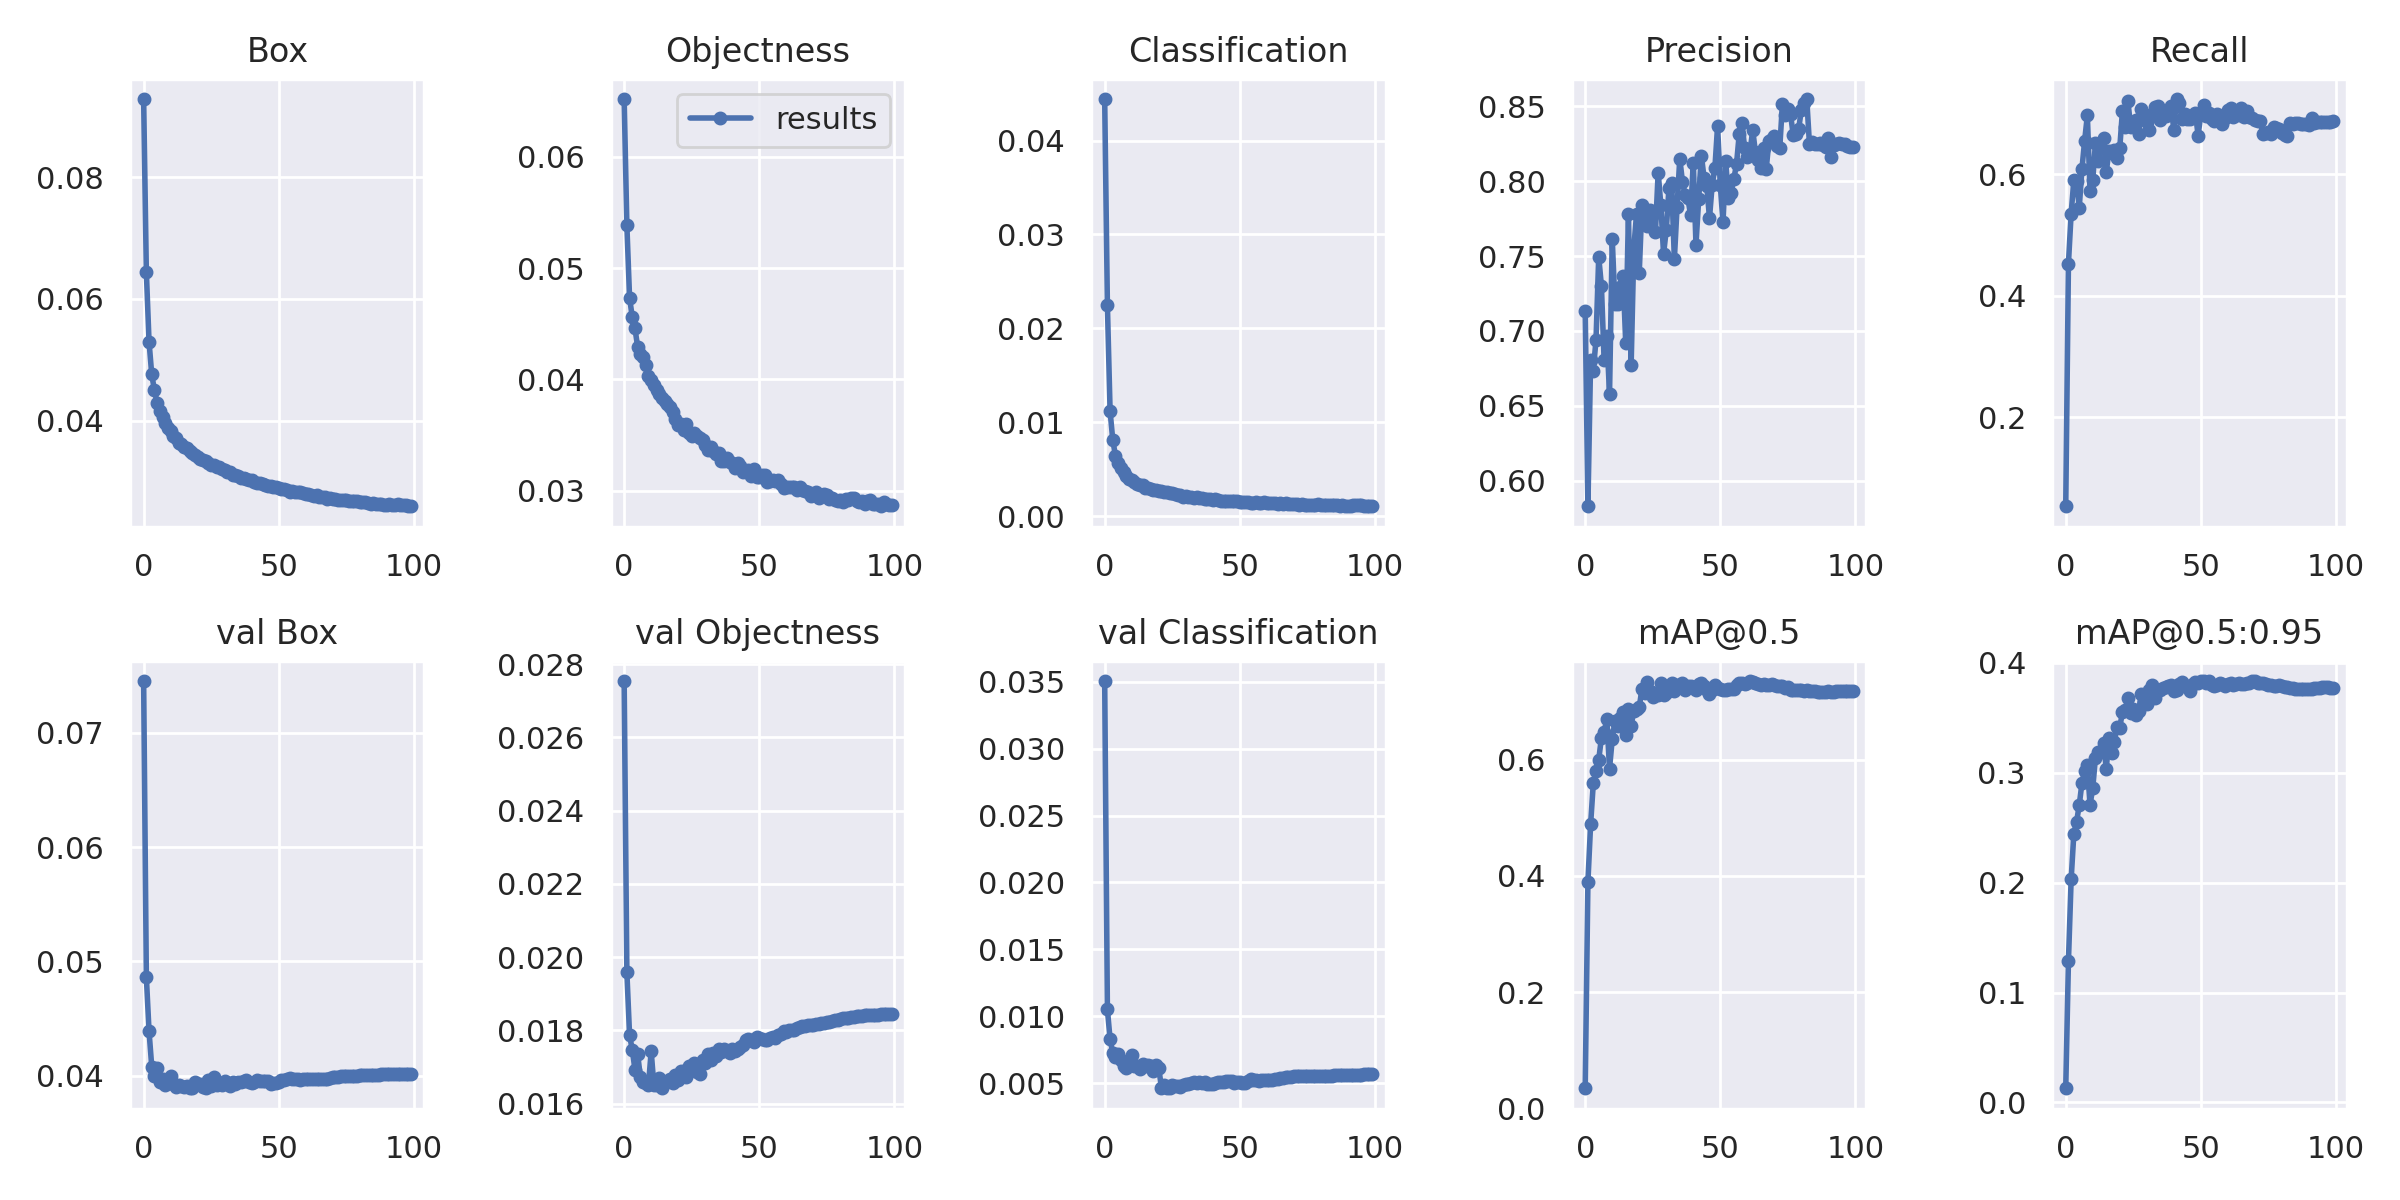 Box
0.08
0.06
0.04
0 50 100
Objectness
results
0.06
0.05
0.04
0.03
0 50 100
Classification
0.04
0.03
0.02
0.01
0.00
0 50 100
Precision
0.85
0.80
0.75
0.70
0.65
0.60
0 50 100
Recall
0.6
0.4
0.2
0 50 100
val Box
0.07
0.06
0.05
0.04
0 50 100
val Objectness
0.028
0.026
0.024
0.022
0.020
0.018
0.016
0 50 100
val Classification
0.035
0.030
0.025
0.020
0.015
0.010
0.005
0 50 100
mAP@0.5
0.6
0.4
0.2
0.0
0 50 100
mAP@0.5:0.95
0.4
0.3
0.2
0.1
0.0
0 50 100